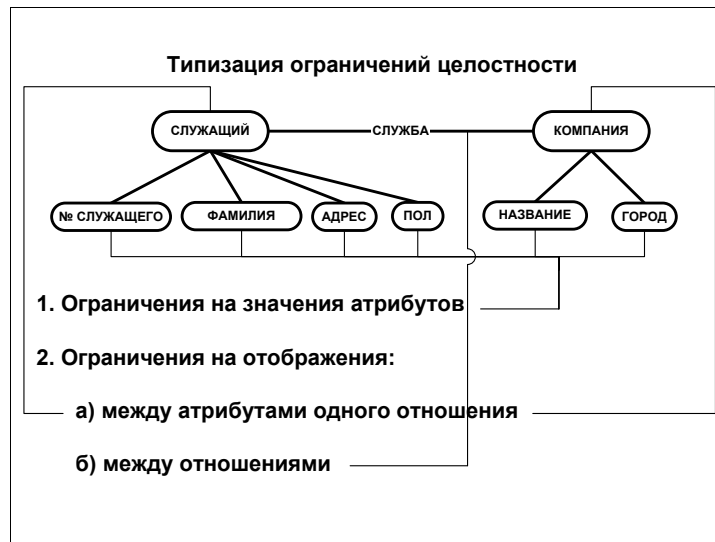 Типизация ограничений целостности
СЛУЖАЩИЙ СЛУЖБА КОМПАНИЯ
№ СЛУЖАЩЕГО ФАМИЛИЯ АДРЕС ПОЛ НАЗВАНИЕ ГОРОД
1. Ограничения на значения атрибутов
2. Ограничения на отображения:
а) между атрибутами одного отношения
б) между отношениями